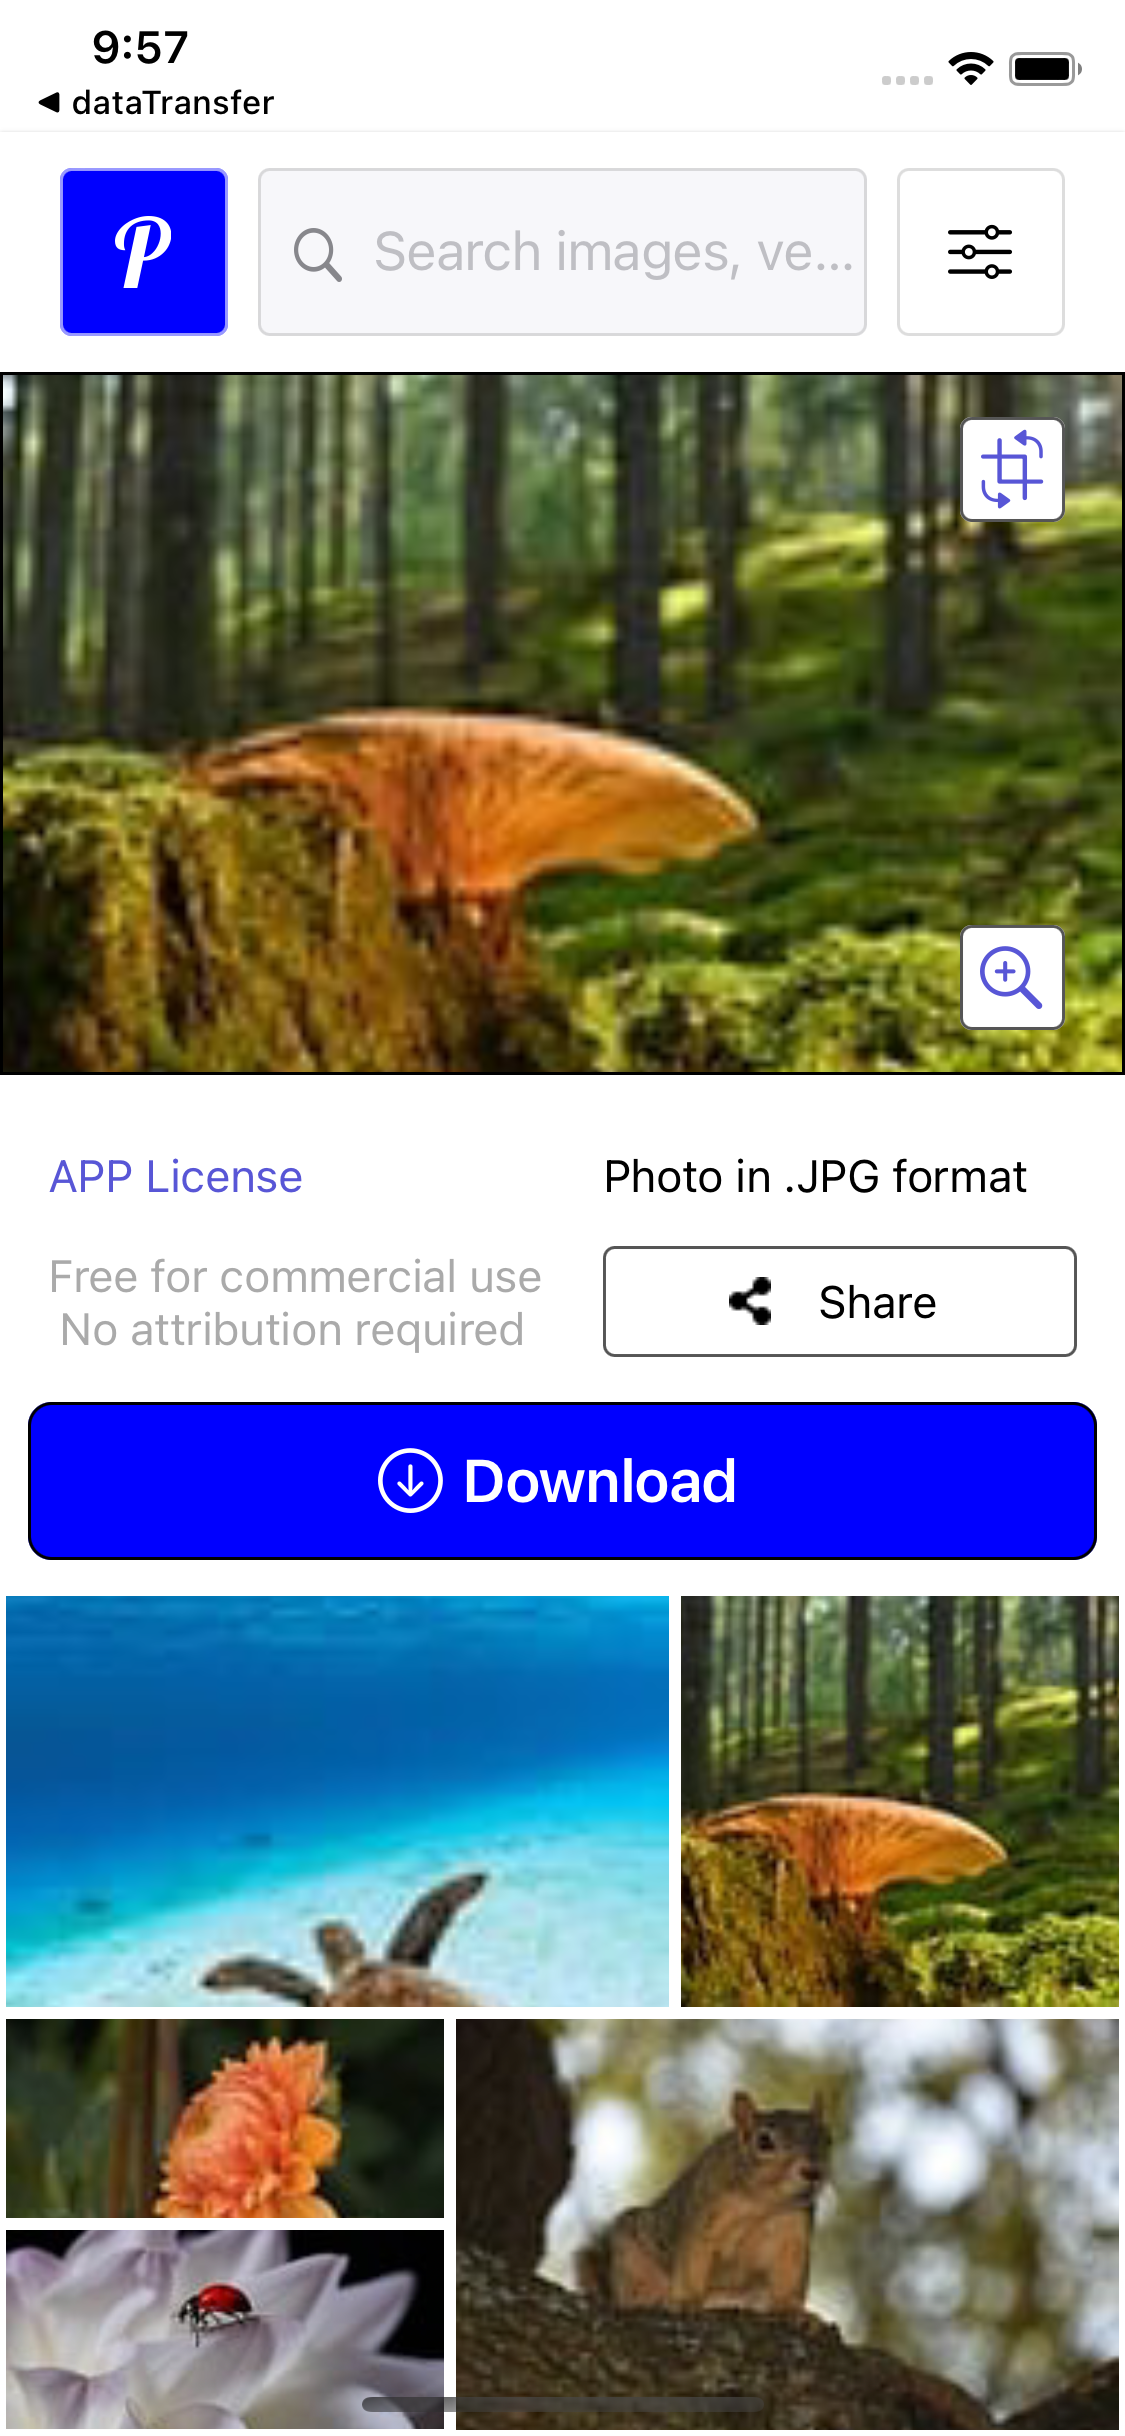 9:57
dataTransfer
P
Search images, ve...
APP License
Photo in .JPG format
Free for commercial use
No attribution required
Share
Download